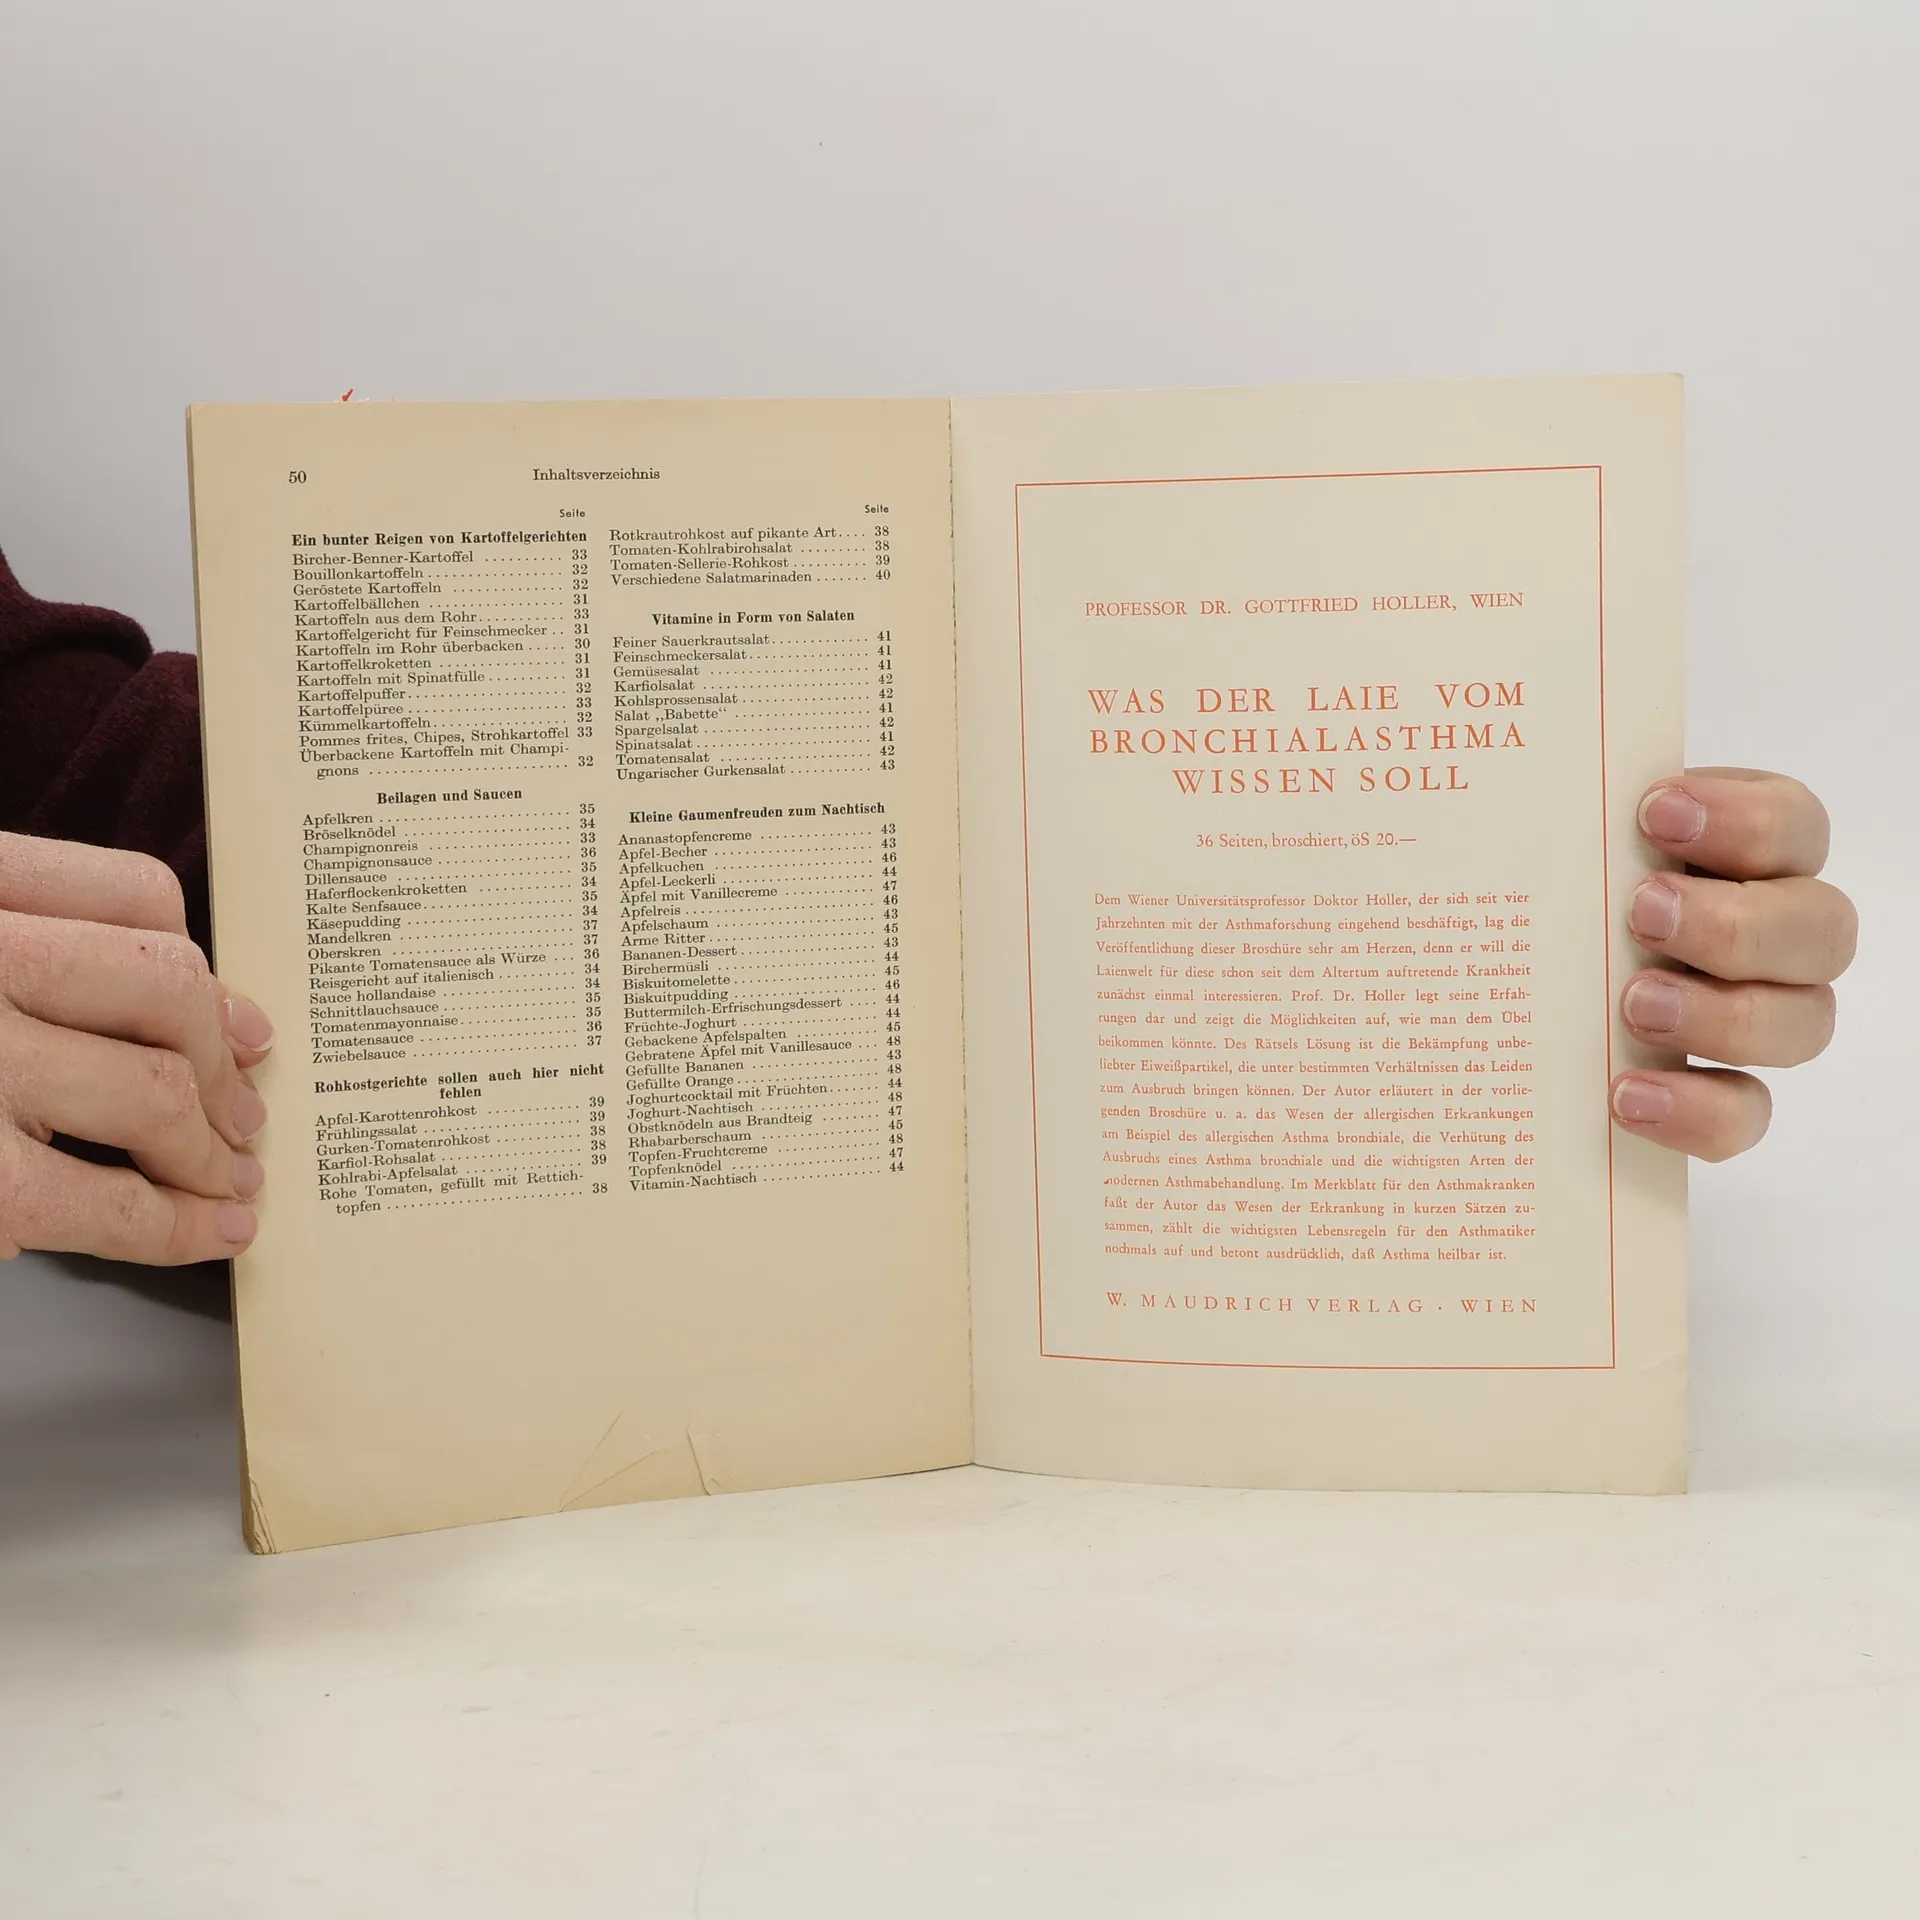 50
Inhaltsverzeichnis
Seite
Ein bunter Reigen von Kartoffelgerichten
Bircher-Benner-Kartoffel .......... 33
Bouillonkartoffeln ................ 32
Geröstete Kartoffeln ............. 32
Kartoffelbällchen ................ 31
Kartoffeln aus dem Rohr .......... 33
Kartoffelgericht für Feinschmecker .. 31
Kartoffeln im Rohr überbacken ..... 30
Kartoffelkroketten ............... 31
Kartoffeln mit Spinatfülle .......... 31
Kartoffelpuffer ................... 32
Kartoffelpüree ................... 33
Kümmelkartoffeln ................ 32
Pommes frites, Chipes, Strohkartoffel 33
Überbackene Kartoffeln mit Champi-
gnons ........................ 32
Beilagen und Saucen
Apfelkren ....................... 35
Bröselknödel .................... 34
Champignonreis ................. 33
Champignonsauce ................ 36
Dillensauce ..................... 35
Haferflockenkroketten ........... 34
Kalte Senfsauce .................. 35
Käsepudding .................... 34
Mandelkren ..................... 37
Oberskren ...................... 37
Pikante Tomatensauce als Würze ... 36
Reisgericht auf italienisch ......... 34
Sauce hollandaise ................ 34
Schnittlauchsauce ................ 35
Tomatenmayonnaise .............. 35
Tomatensauce ................... 36
Zwiebelsauce .................... 37
Rohkostgerichte sollen auch hier nicht
fehlen
Apfel-Karottenrohkost ........... 39
Frühlingssalat ................... 39
Gurken-Tomatenrohkost .......... 38
Karfiol-Rohsalat ................. 38
Kohlrabi-Apfelsalat .............. 39
Rohe Tomaten, gefüllt mit Rettich-
topfen ....................... 38
Seite
Rotkrautrohkost auf pikante Art .... 38
Tomaten-Kohlrabirohsalat ......... 38
Tomaten-Sellerie-Rohkost .......... 39
Verschiedene Salatmarinaden ....... 40
Vitamine in Form von Salaten
Feiner Sauerkrautsalat ............ 41
Feinschmeckersalat ............... 41
Gemüsesalat .................... 41
Karfiolsalat ..................... 42
Kohlsprossensalat ................ 42
Salat „Babette“ ................. 41
Spargelsalat ..................... 42
Spinatsalat ...................... 41
Tomatensalat ................... 42
Ungarischer Gurkensalat ........... 43
Kleine Gaumenfreuden zum Nachtisch
Ananastopfencreme .............. 43
Apfel-Becher .................... 43
Apfelkuchen .................... 46
Apfel-Leckerli ................... 44
Äpfel mit Vanillecreme ........... 47
Apfelreis ........................ 46
Apfelschaum .................... 43
Arme Ritter ..................... 45
Bananen-Dessert ................. 43
Birchermüsli .................... 44
Biskuitomelette .................. 45
Biskuitpudding .................. 46
Buttermilch-Erfrischungsdessert .... 44
Früchte-Joghurt ................. 44
Gebackene Apfelspalten ........... 45
Gebratene Äpfel mit Vanillesauce ... 48
Gefüllte Bananen ................ 43
Gefüllte Orange .................. 48
Joghurtcocktail mit Früchten ....... 44
Joghurt-Nachtisch ............... 48
Obstknödeln aus Brandteig ........ 47
Rhabarberschaum ................ 45
Topfen-Fruchtcreme .............. 48
Topfenknödel ................... 47
Vitamin-Nachtisch ............... 44
PROFESSOR DR. GOTTFRIED HOLLER, WIEN
WAS DER LAIE VOM
BRONCHIALASTHMA
WISSEN SOLL
36 Seiten, broschiert, öS 20.—
Dem Wiener Universitätsprofessor Doktor Holler, der sich seit vier
Jahrzehnten mit der Asthmaforschung eingehend beschäftigt, lag die
Veröffentlichung dieser Broschüre sehr am Herzen, denn er will die
Laienwelt für diese schon seit dem Altertum auftretende Krankheit
zunächst einmal interessieren. Prof. Dr. Holler legt seine Erfah-
rungen dar und zeigt die Möglichkeiten auf, wie man dem Übel
beikommen könnte. Des Rätsels Lösung ist die Bekämpfung unbe-
liebter Eiweißpartikel, die unter bestimmten Verhältnissen das Leiden
zum Ausbruch bringen können. Der Autor erläutert in der vorlie-
genden Broschüre u. a. das Wesen der allergischen Erkrankungen
am Beispiel des allergischen Asthma bronchiale, die Verhütung des
Ausbruchs eines Asthma bronchiale und die wichtigsten Arten der
modernen Asthmabehandlung. Im Merkblatt für den Asthmakranken
faßt der Autor das Wesen der Erkrankung in kurzen Sätzen zu-
sammen, zählt die wichtigsten Lebensregeln für den Asthmatiker
nochmals auf und betont ausdrücklich, daß Asthma heilbar ist.
W. MAUDRICH VERLAG · WIEN